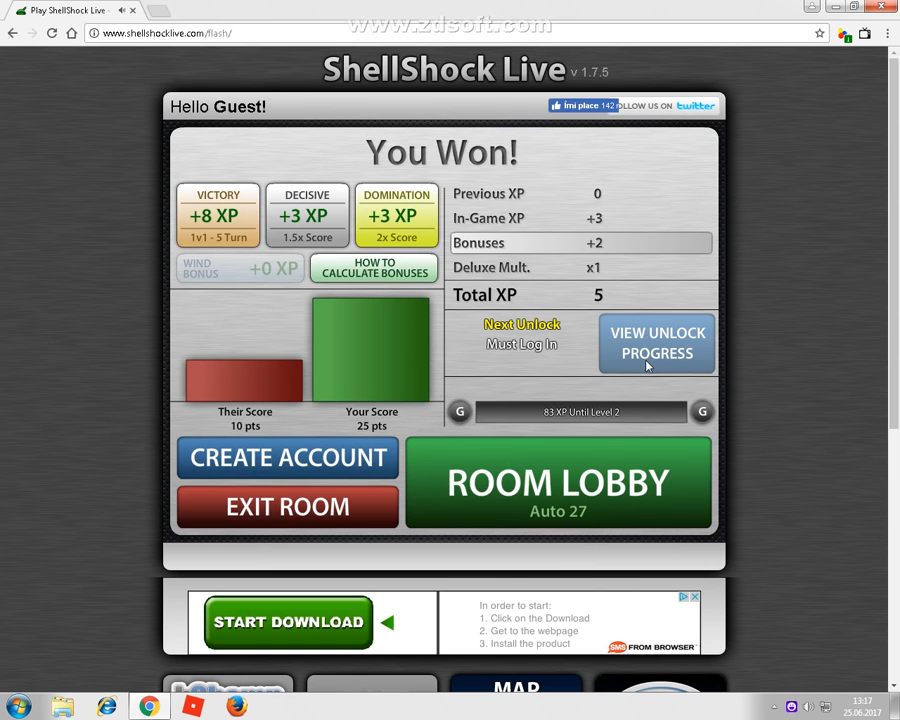 Play ShellShock Live
www.zdsoft.com
www.shellshocklive.com/flash/
ShellShock Live v 1.7.5
Hello Guest!
Îmi place 142
OLLOW US ON twitter
You Won!
VICTORY
+8 XP
1v1 - 5 Turn
DECISIVE
+3 XP
1.5x Score
DOMINATION
+3 XP
2x Score
WIND BONUS +0 XP
HOW TO
CALCULATE BONUSES
Previous XP 0
In-Game XP +3
Bonuses +2
Deluxe Mult. x1
Total XP 5
Next Unlock
Must Log In
VIEW UNLOCK
PROGRESS
G 83 XP Until Level 2 G
Their Score
10 pts
Your Score
25 pts
CREATE ACCOUNT
EXIT ROOM
ROOM LOBBY
Auto 27
START DOWNLOAD
In order to start:
1. Click on the Download
2. Get to the webpage
3. Install the product
SMS FROM BROWSER
MAP
13:17
25.06.2017